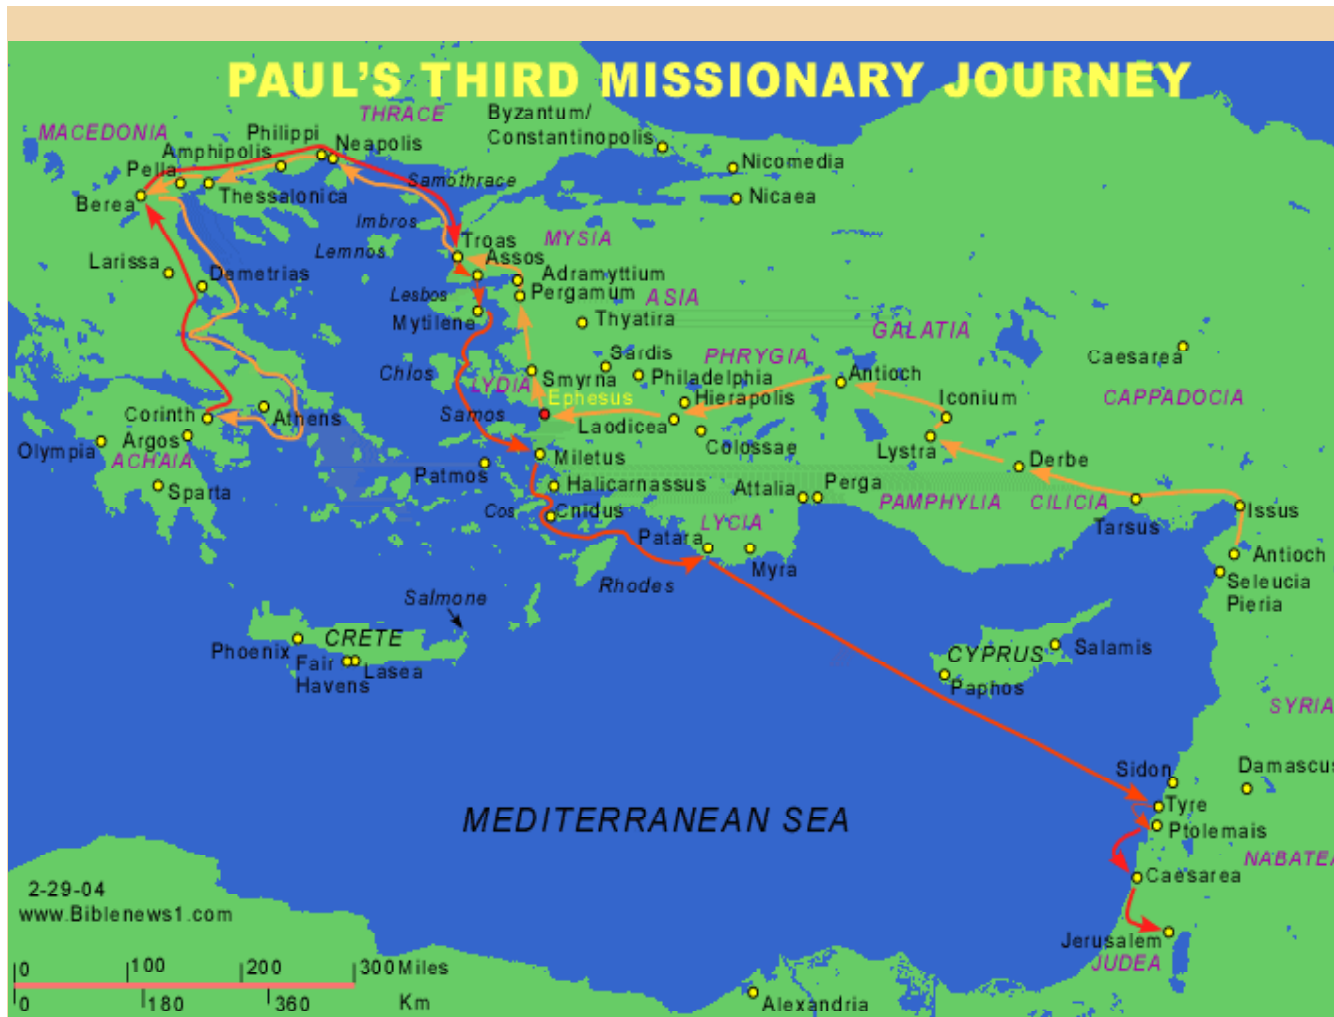 PAUL'S THIRD MISSIONARY JOURNEY
THRACE
Byzantum/
Constantinopolis
MACEDONIA
Philippi
Neapolis
Amphipolis
Pella
Thessalonica
Berea
Samothrace
Nicomedia
Nicaea
Imbros
Lemnos
Troas
MYSIA
Assos
Larissa
Demetrias
Adramyttium
Pergamum
ASIA
Lesbos
Mytilena
Thyatira
GALATIA
Sardis
PHRYGIA
Caesarea
Chios
LYDIA
Smyrna
Philadelphia
Antioch
Ephesus
Hierapolis
CAPPADOCIA
Iconium
Corinth
Athens
Samos
Laodicea
Olympia
Argos
ACHAIA
Colossae
Lystra
Miletus
Derbe
Patmos
Sparta
Halicarnassus
Attalia
Perga
PAMPHYLIA
CILICIA
Tarsus
Issus
Cos
Cnidus
LYCIA
Patara
Myra
Antioch
Rhodes
Seleucia
Pieria
Salmone
Phoenix
CRETE
Fair
Havens
Lasea
CYPRUS
Salamis
Paphos
SYRIA
Sidon
Damascus
Tyre
MEDITERRANEAN SEA
Ptolemais
NABATEA
Caesarea
2-29-04
www.Biblenews1.com
Jerusalem
JUDEA
0 100 200 300 Miles
0 180 360 Km
Alexandria